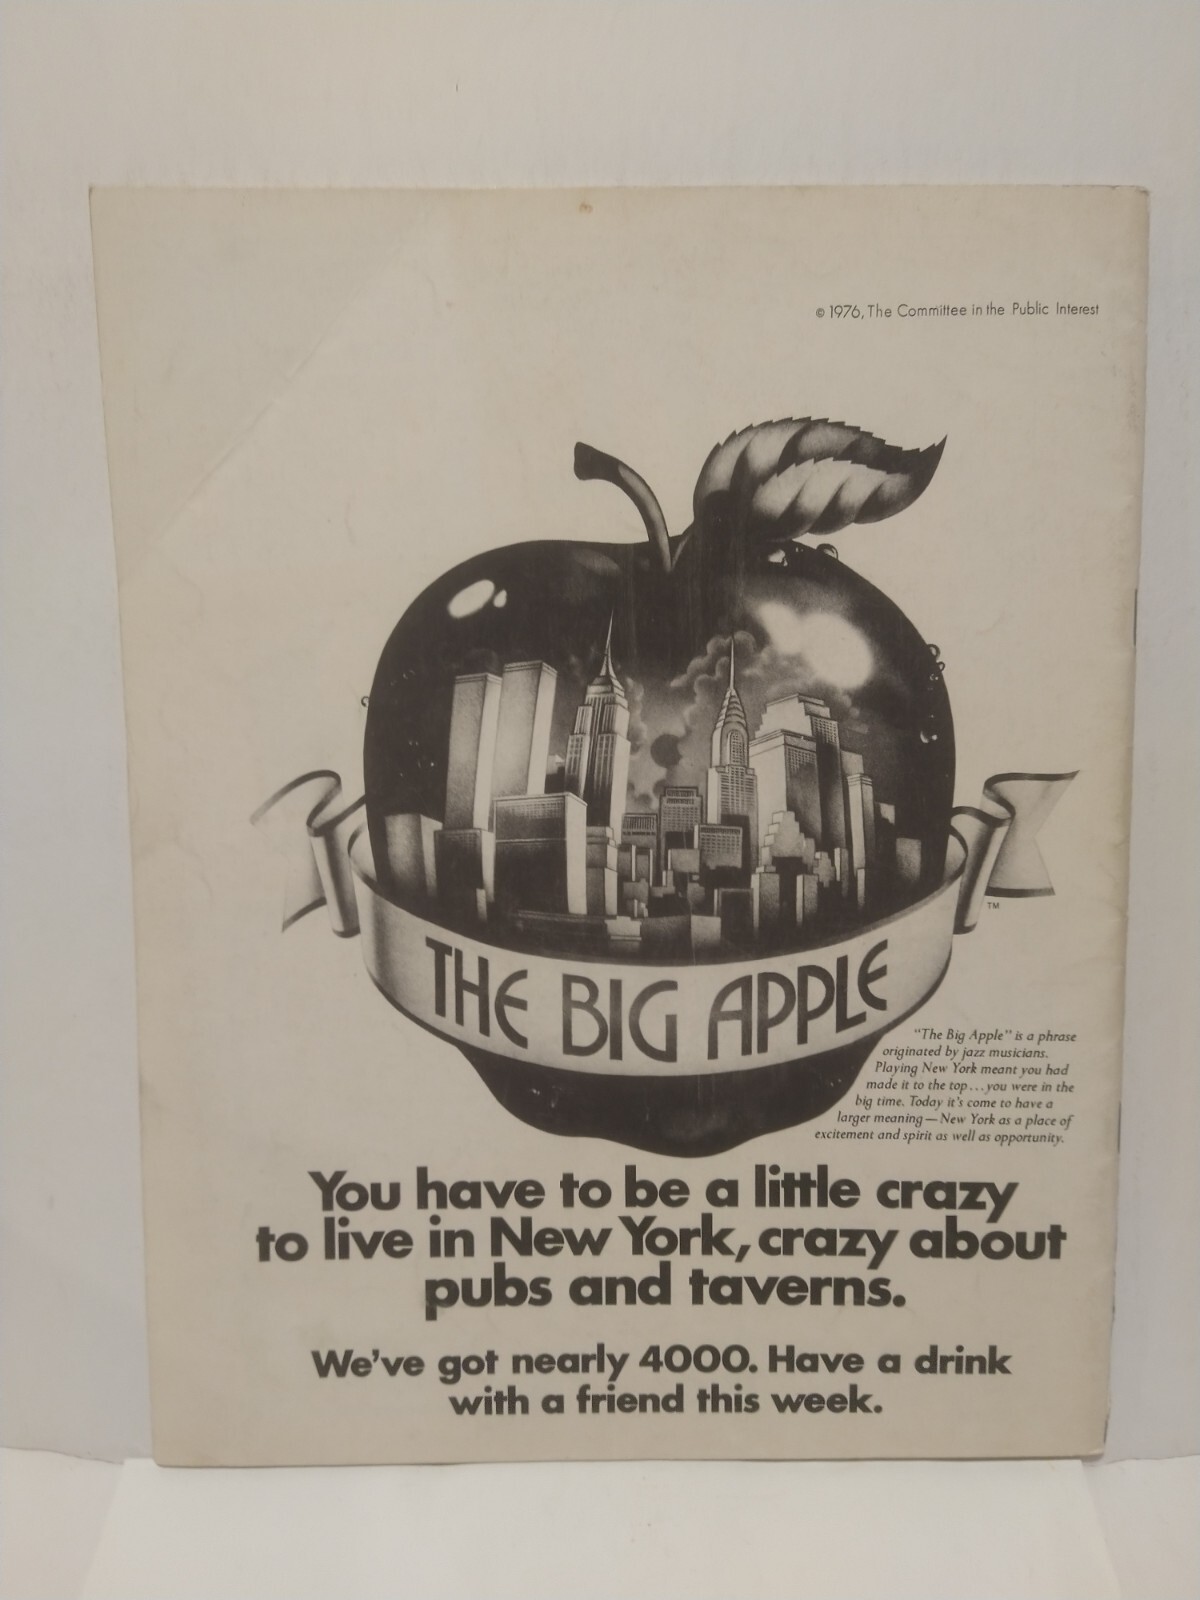 © 1976, The Committee in the Public Interest
TM
THE BIG APPLE
"The Big Apple" is a phrase
originated by jazz musicians.
Playing New York meant you had
made it to the top...you were in the
big time. Today it's come to have a
larger meaning — New York as a place of
excitement and spirit as well as opportunity.
You have to be a little crazy
to live in New York, crazy about
pubs and taverns.
We've got nearly 4000. Have a drink
with a friend this week.